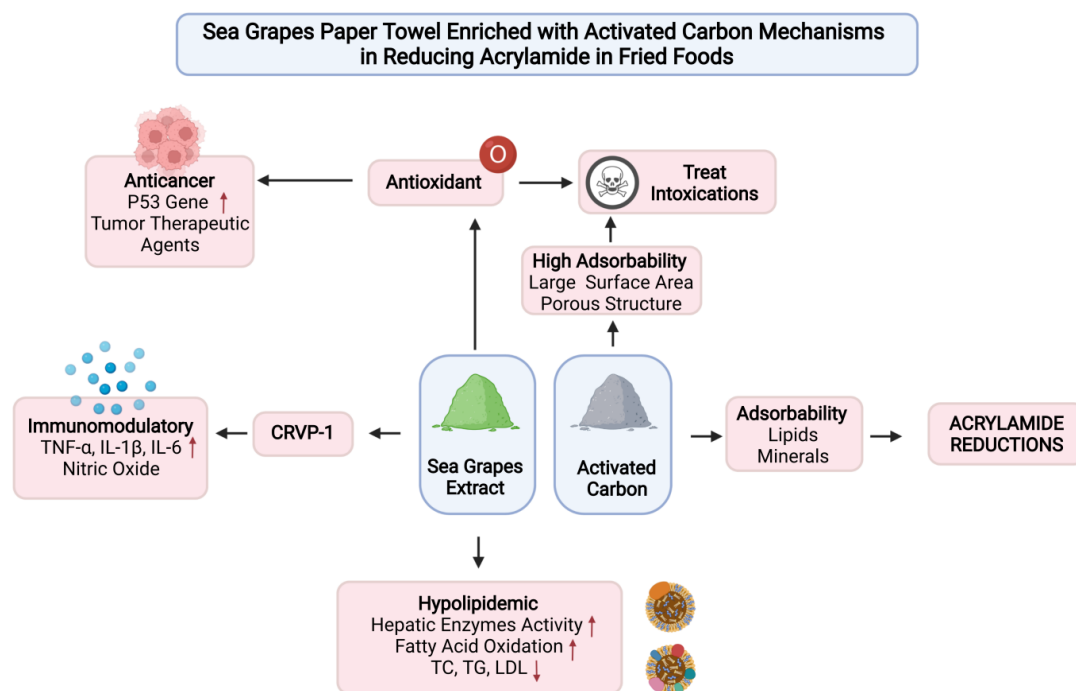 Sea Grapes Paper Towel Enriched with Activated Carbon Mechanisms
in Reducing Acrylamide in Fried Foods
Anticancer
P53 Gene ↑
Tumor Therapeutic
Agents
Antioxidant
O
Treat
Intoxications
High Adsorbability
Large Surface Area
Porous Structure
Immunomodulatory
TNF-α, IL-1β, IL-6 ↑
Nitric Oxide
CRVP-1
Sea Grapes
Extract
Activated
Carbon
Adsorbability
Lipids
Minerals
ACRYLAMIDE
REDUCTIONS
Hypolipidemic
Hepatic Enzymes Activity ↑
Fatty Acid Oxidation ↑
TC, TG, LDL ↓